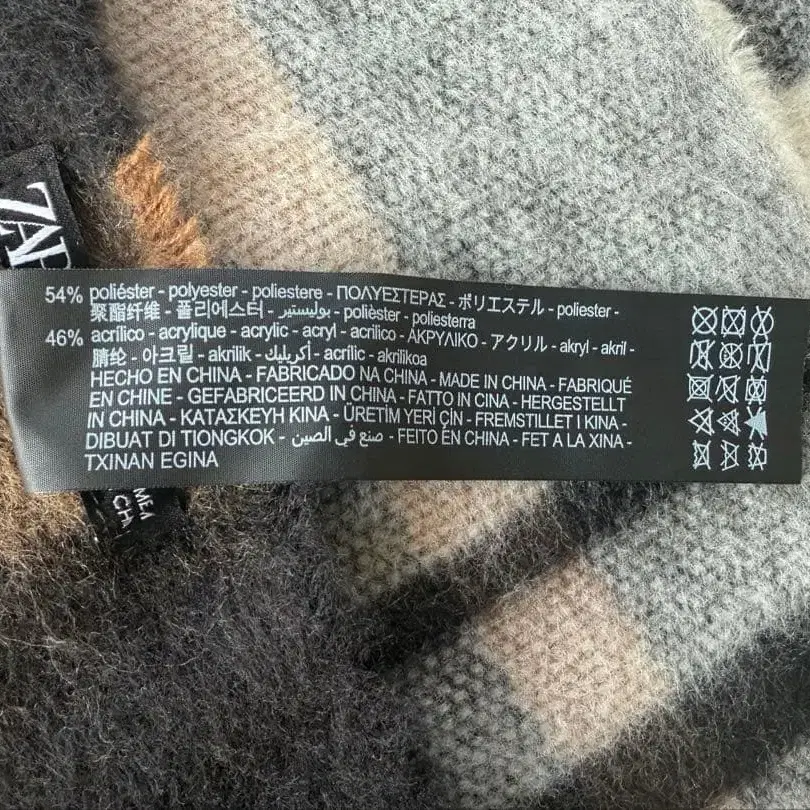 ZAR
54% poliéster - polyester - poliestere - ΠΟΛΥΕΣΤΕΡΑΣ - ポリエステル - poliester -
聚酯纤维 - 폴리에스터 - بوليستير - polièster - poliesterra
46% acrílico - acrylique - acrylic - acryl - acrilico - ΑΚΡΥΛΙΚΟ - アクリル - akryl - akril -
腈纶 - 아크릴 - akrilik - أكريليك - acrílic - akrilikoa
HECHO EN CHINA - FABRICADO NA CHINA - MADE IN CHINA - FABRIQUÉ
EN CHINE - GEFABRICEERD IN CHINA - FATTO IN CINA - HERGESTELLT
IN CHINA - ΚΑΤΑΣΚΕΥΗ ΚΙΝΑ - ÜRETİM YERİ ÇİN - FREMSTILLET I KINA -
DIBUAT DI TIONGKOK - صنع في الصين - FEITO EN CHINA - FET A LA XINA -
TXINAN EGINA